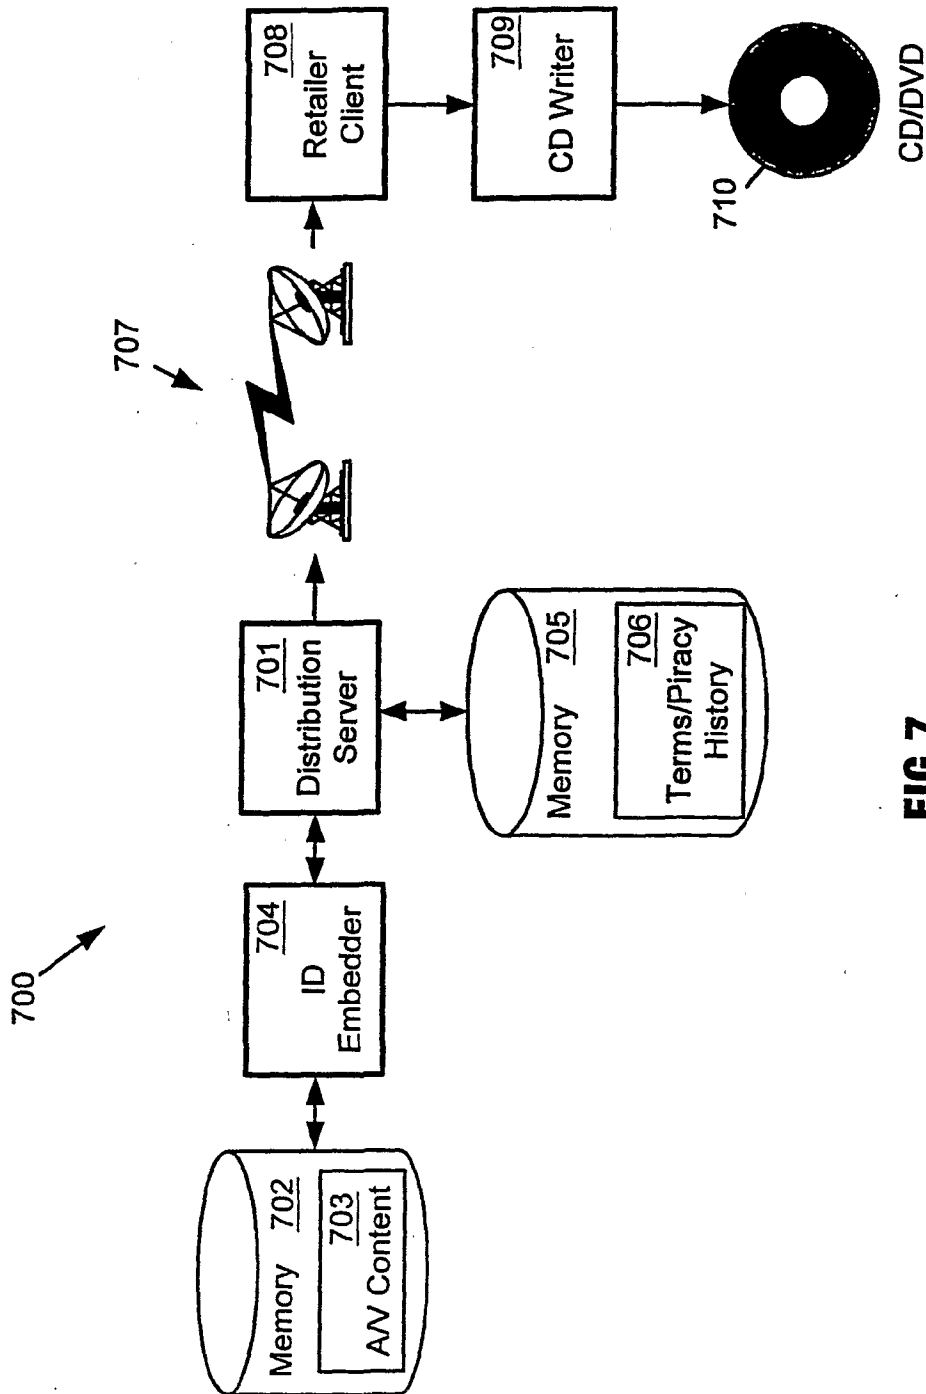 700
707
Memory 702
703
A/V Content
704
ID
Embedder
701
Distribution
Server
Memory 705
706
Terms/Piracy
History
708
Retailer
Client
709
CD Writer
710
CD/DVD
FIG 7